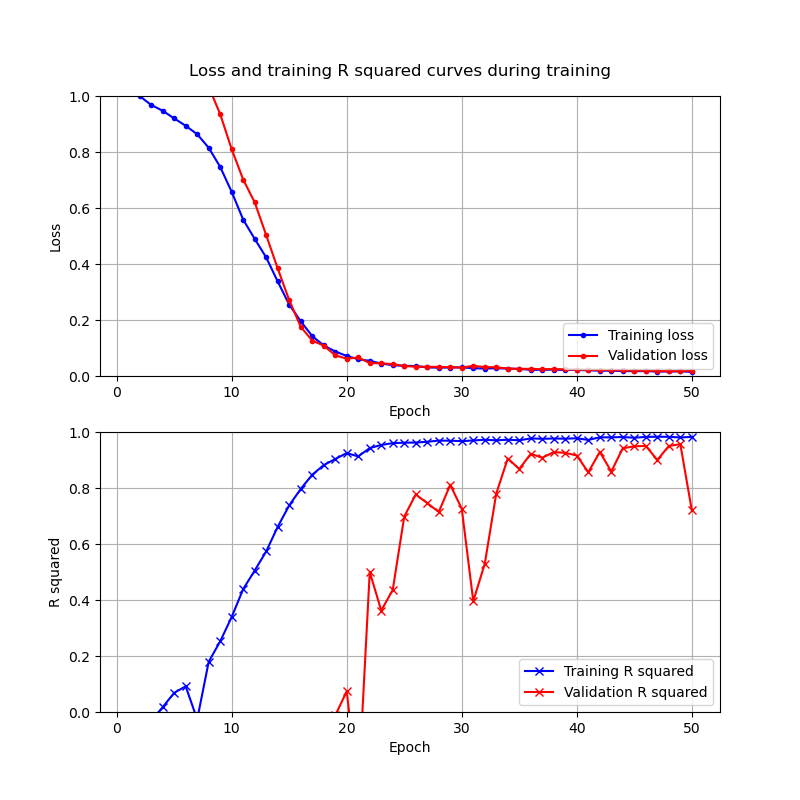 Loss and training R squared curves during training
1.0
0.8
0.6
0.4
0.2
0.0
Loss
Training loss
Validation loss
0
10
20
30
40
50
Epoch
1.0
0.8
0.6
0.4
0.2
0.0
R squared
Training R squared
Validation R squared
0
10
20
30
40
50
Epoch